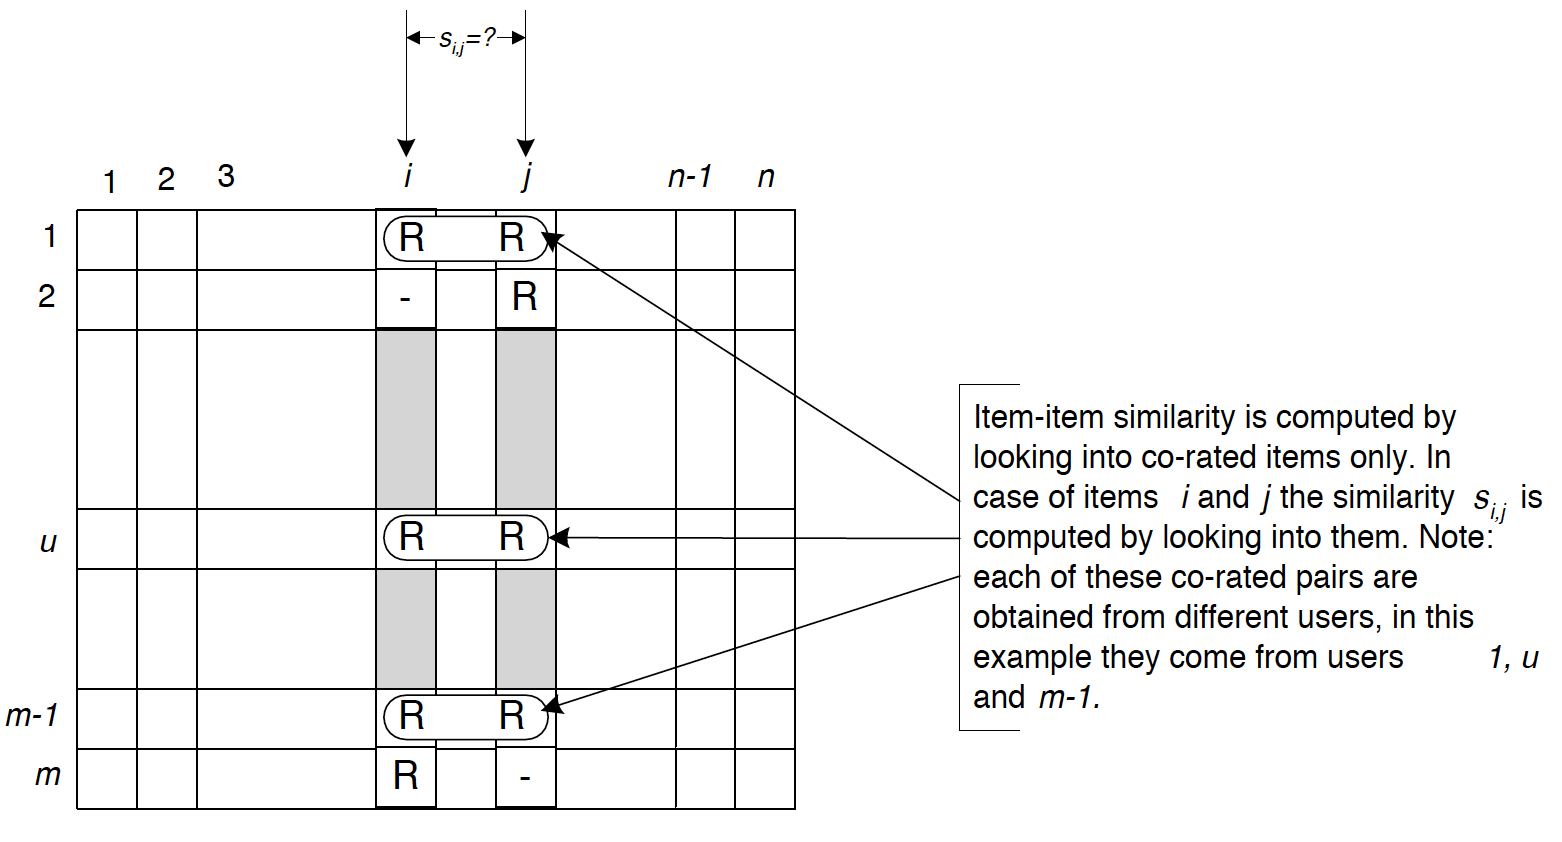 s i,j =?
1 2 3 i j n-1 n
1 R R
2 - R
u R R
m-1 R R
m R -
Item-item similarity is computed by
looking into co-rated items only. In
case of items i and j the similarity s i,j is
computed by looking into them. Note:
each of these co-rated pairs are
obtained from different users, in this
example they come from users 1, u
and m-1.